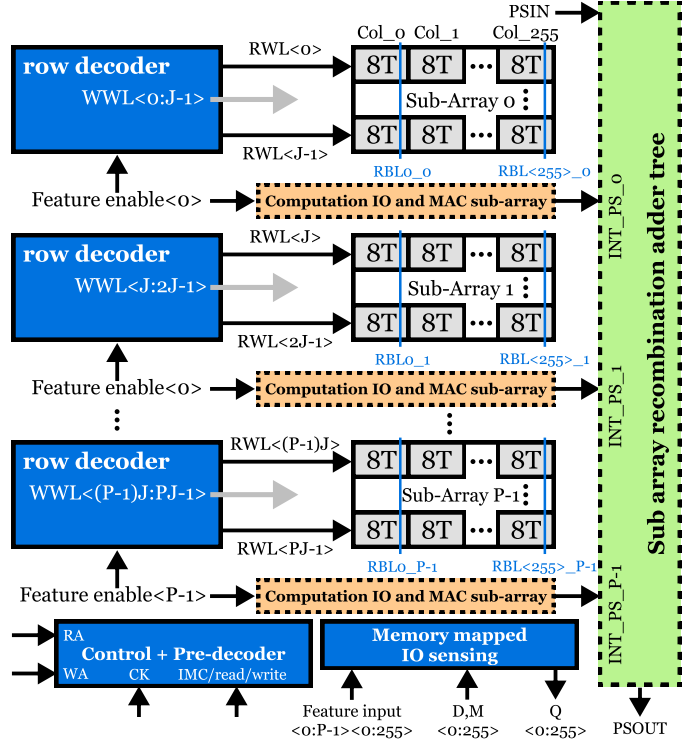 PSIN
Col_0 Col_1 Col_255
row decoder
WWL<0:J-1>
RWL<0>
8T 8T ••• 8T
Sub-Array 0
RWL<J-1>
8T 8T ••• 8T
RBL0_0 RBL<255>_0
Feature enable<0>
Computation IO and MAC sub-array
INT_PS_0
row decoder
WWL<J:2J-1>
RWL<J>
8T 8T ••• 8T
Sub-Array 1
RWL<2J-1>
8T 8T ••• 8T
RBL0_1 RBL<255>_1
Feature enable<0>
Computation IO and MAC sub-array
INT_PS_1
row decoder
WWL<(P-1)J:PJ-1>
RWL<(P-1)J>
8T 8T ••• 8T
Sub-Array P-1
RWL<PJ-1>
8T 8T ••• 8T
RBL0_P-1 RBL<255>_P-1
Feature enable<P-1>
Computation IO and MAC sub-array
INT_PS_P-1
Sub array recombination adder tree
RA
Control + Pre-decoder
WA CK IMC/read/write
Memory mapped
IO sensing
Feature input
<0:P-1><0:255>
D,M
<0:255>
Q
<0:255>
PSOUT